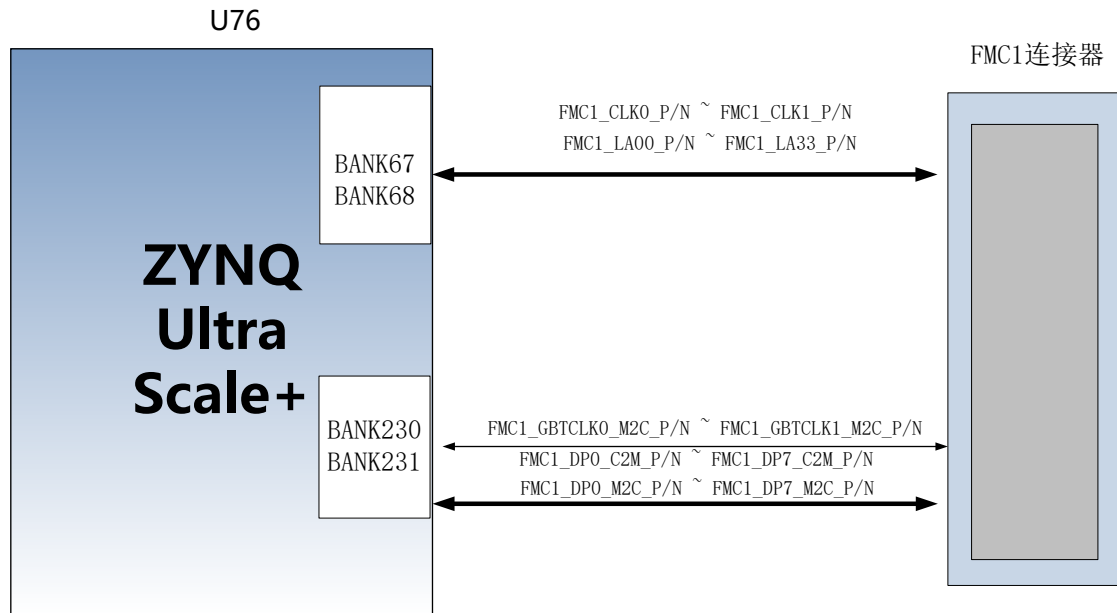 U76
FMC1连接器
FMC1_CLK0_P/N ~ FMC1_CLK1_P/N
FMC1_LA00_P/N ~ FMC1_LA33_P/N
BANK67
BANK68
ZYNQ
Ultra
Scale+
BANK230
BANK231
FMC1_GBTCLK0_M2C_P/N ~ FMC1_GBTCLK1_M2C_P/N
FMC1_DP0_C2M_P/N ~ FMC1_DP7_C2M_P/N
FMC1_DP0_M2C_P/N ~ FMC1_DP7_M2C_P/N